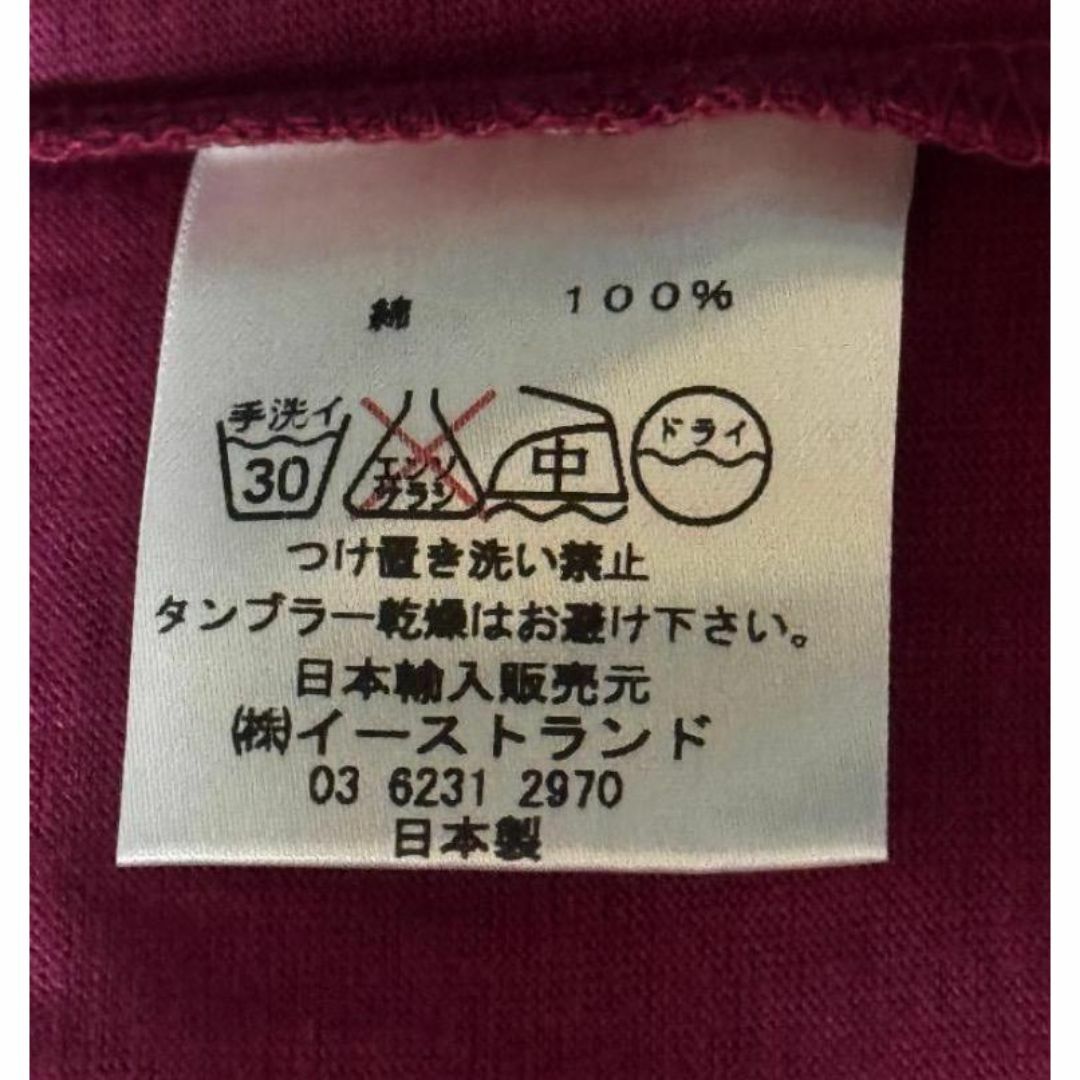 綿 100%
手洗イ 30 エンソ サラシ 中 ドライ
つけ置き洗い禁止
タンブラー乾燥はお避け下さい。
日本輸入販売元
(株)イーストランド
03 6231 2970
日本製